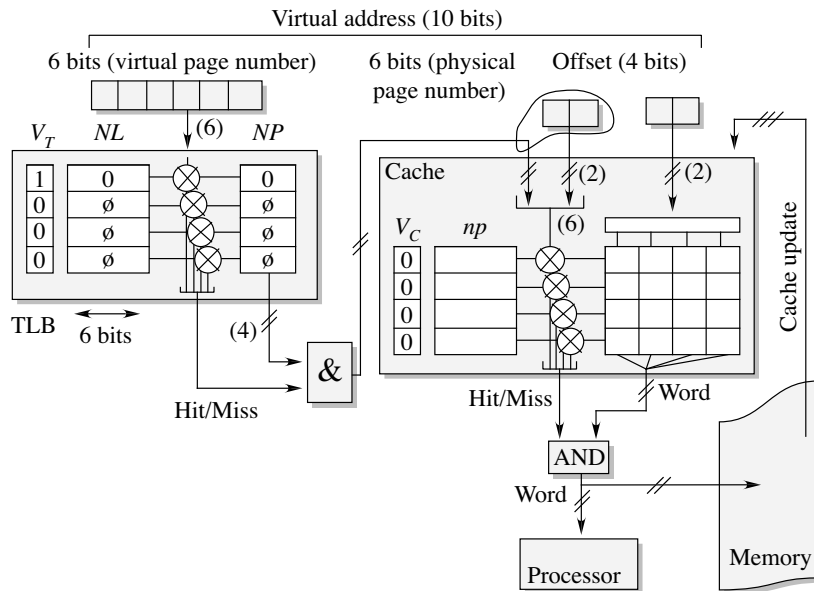 Virtual address (10 bits)
6 bits (virtual page number)
6 bits (physical
page number)
Offset (4 bits)
(6)
V_T NL NP
1 0 0
0 ø ø
0 ø ø
0 ø ø
TLB
6 bits
(4)
Hit/Miss
&
Cache
(2)
(2)
(6)
V_C np
0
0
0
0
Hit/Miss
Word
AND
Word
Processor
Memory
Cache update